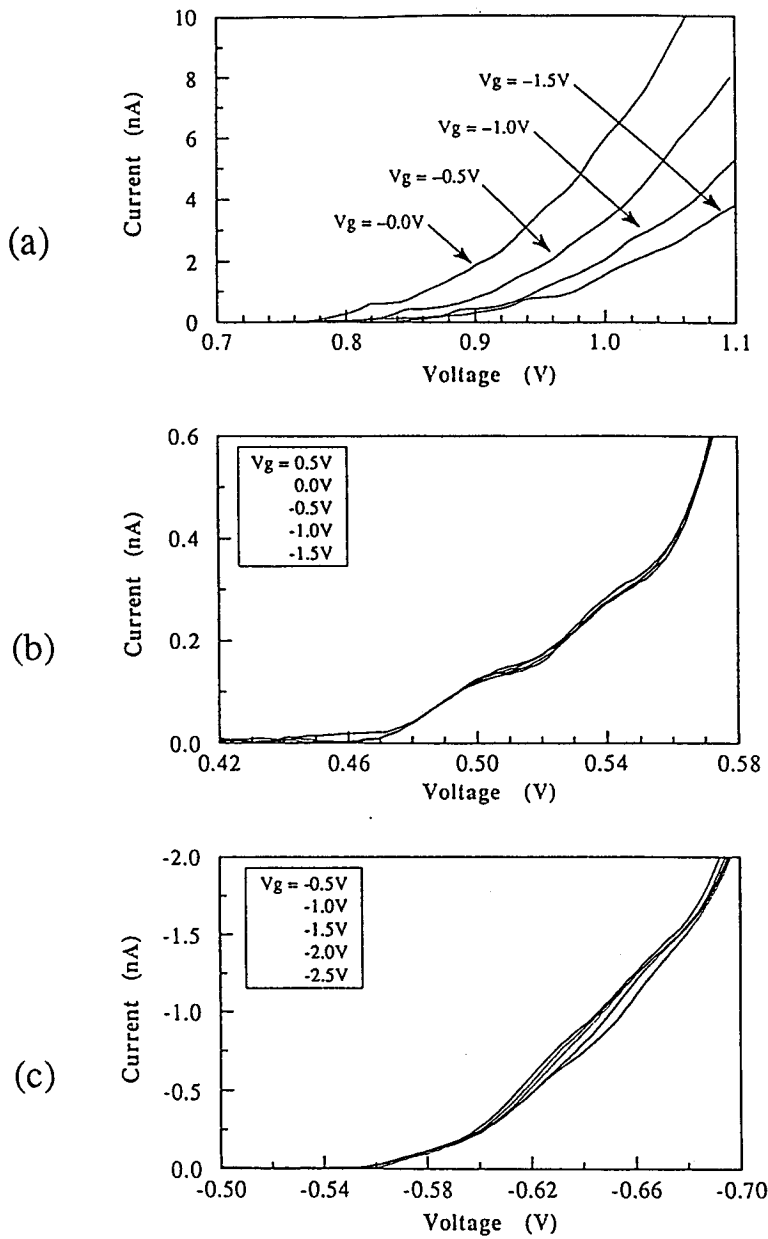 (a)
Current (nA)
10
8
6
4
2
0
Vg = -1.5V
Vg = -1.0V
Vg = -0.5V
Vg = -0.0V
0.7
0.8
0.9
1.0
1.1
Voltage (V)
(b)
Current (nA)
0.6
0.4
0.2
0.0
Vg = 0.5V
0.0V
-0.5V
-1.0V
-1.5V
0.42
0.46
0.50
0.54
0.58
Voltage (V)
(c)
Current (nA)
-2.0
-1.5
-1.0
-0.5
0.0
Vg = -0.5V
-1.0V
-1.5V
-2.0V
-2.5V
-0.50
-0.54
-0.58
-0.62
-0.66
-0.70
Voltage (V)